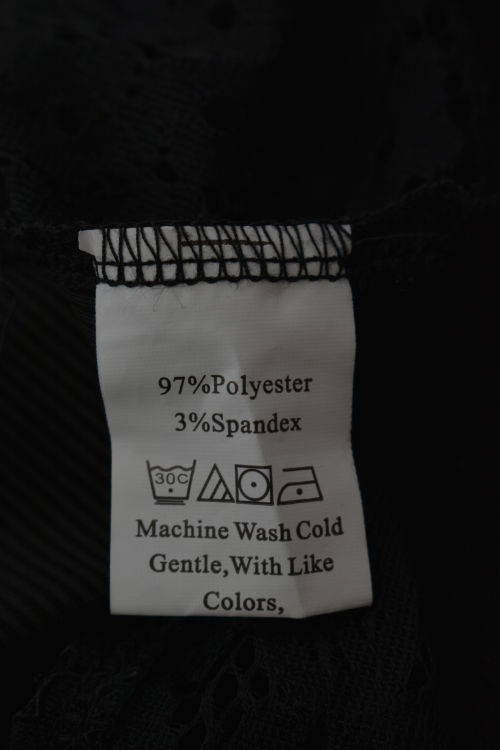 97%Polyester
3%Spandex
30C
Machine Wash Cold
Gentle,With Like
Colors,